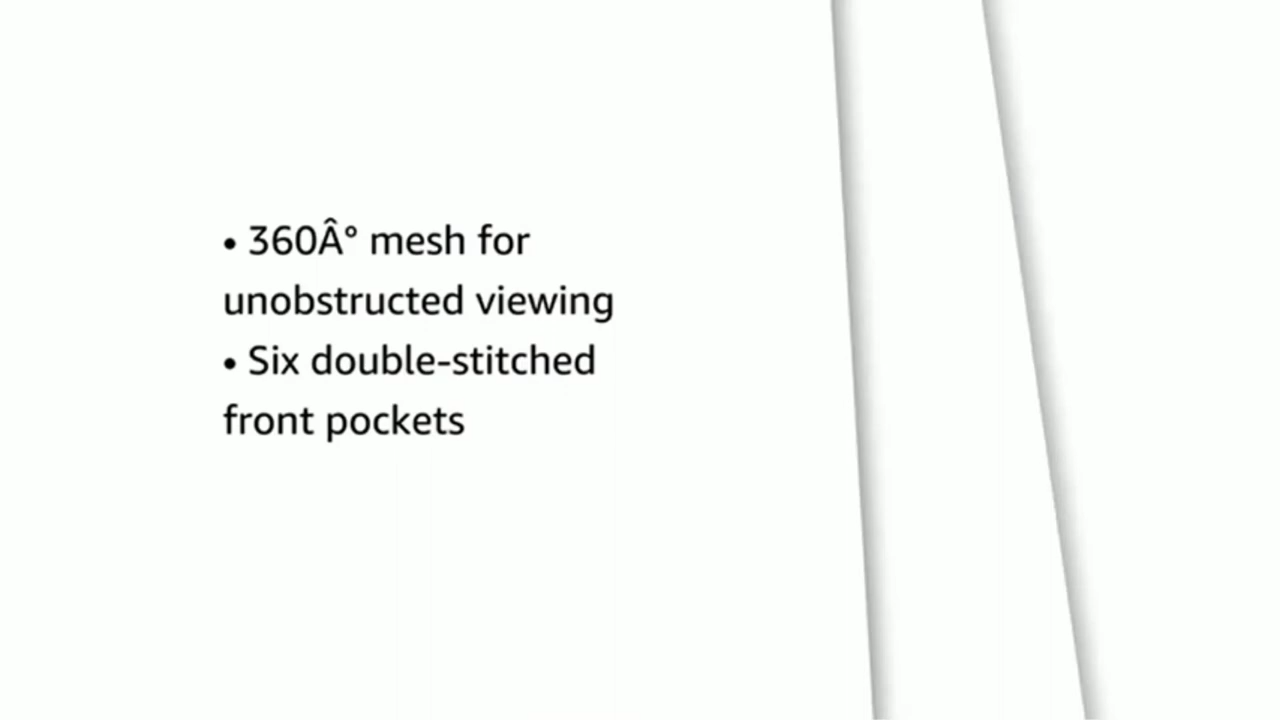 • 360Â° mesh for
unobstructed viewing
• Six double-stitched
front pockets